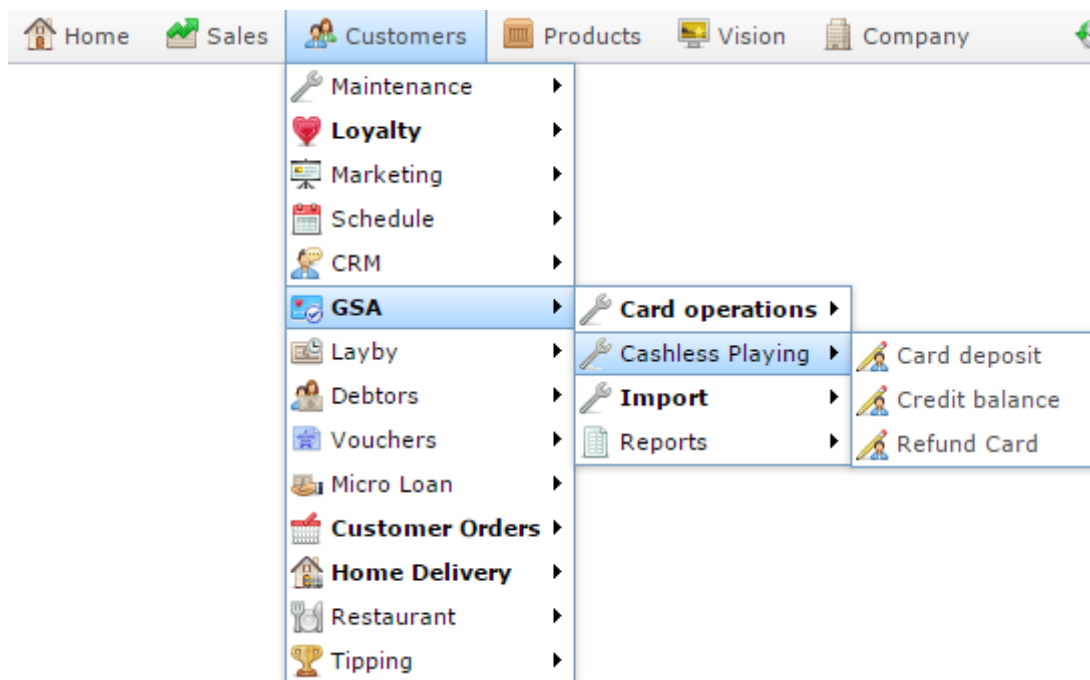 Home Sales Customers Products Vision Company
Maintenance
Loyalty
Marketing
Schedule
CRM
GSA Card operations
Layby Cashless Playing Card deposit
Debtors Import Credit balance
Vouchers Reports Refund Card
Micro Loan
Customer Orders
Home Delivery
Restaurant
Tipping